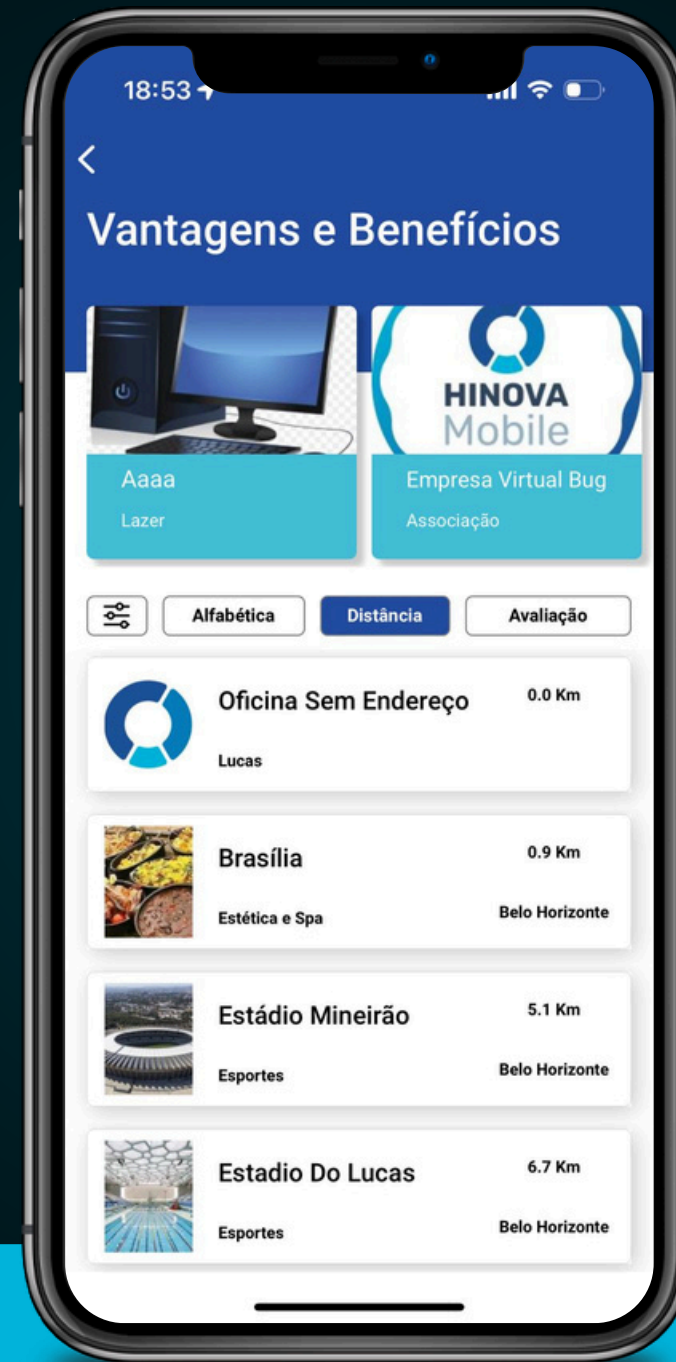 18:53
Vantagens e Benefícios
HINOVA
Mobile
Aaaa
Lazer
Empresa Virtual Bug
Associação
Alfabética
Distância
Avaliação
Oficina Sem Endereço
0.0 Km
Lucas
Brasília
0.9 Km
Estética e Spa
Belo Horizonte
Estádio Mineirão
5.1 Km
Esportes
Belo Horizonte
Estadio Do Lucas
6.7 Km
Esportes
Belo Horizonte